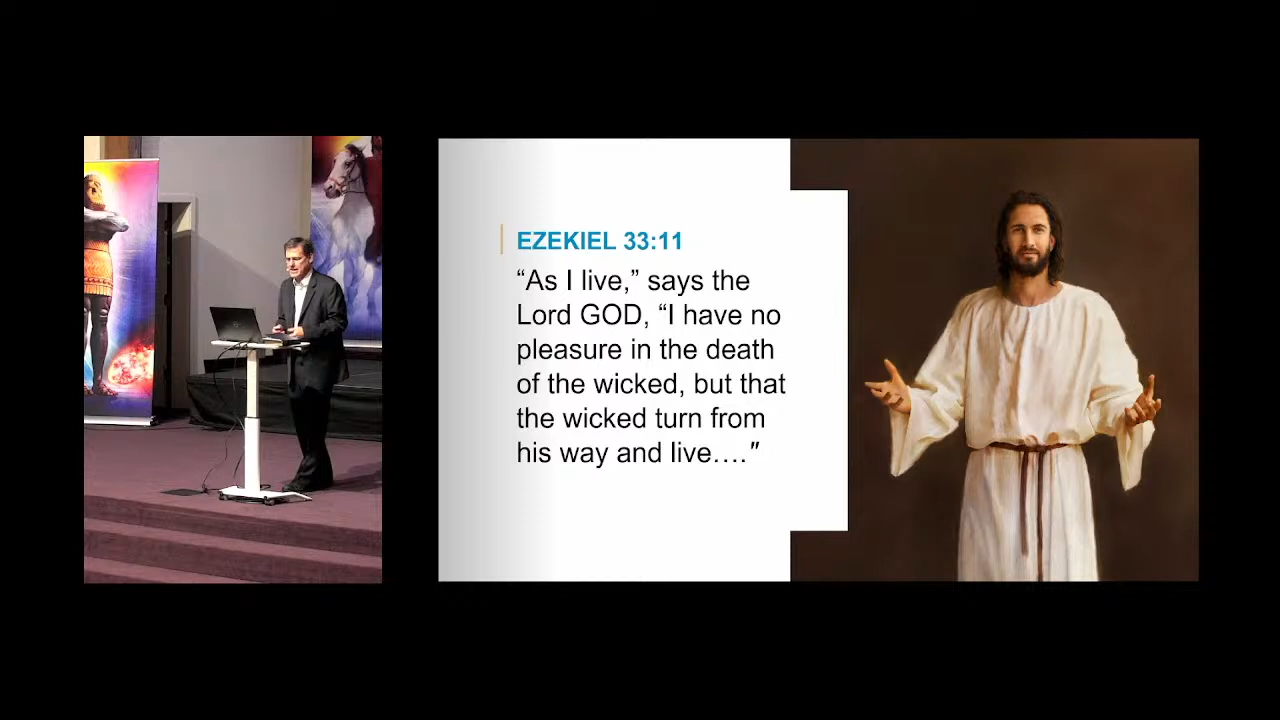 EZEKIEL 33:11
“As I live,” says the
Lord GOD, “I have no
pleasure in the death
of the wicked, but that
the wicked turn from
his way and live…."